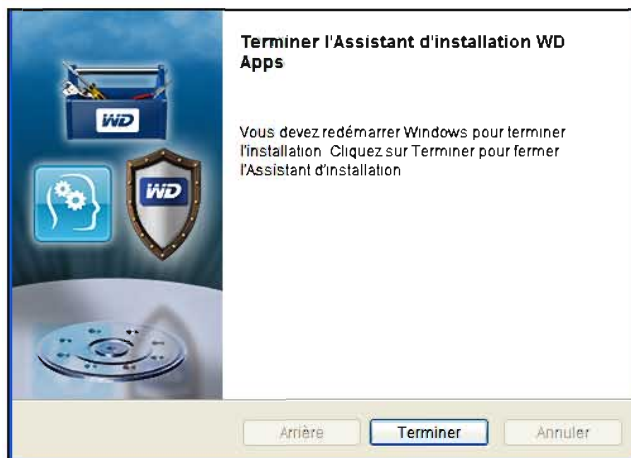 Terminer l'Assistant d'installation WD
Apps
Vous devez redémarrer Windows pour terminer
l'installation Cliquez sur Terminer pour fermer
l'Assistant d'installation
WD
WD
Arrière
Terminer
Annuler